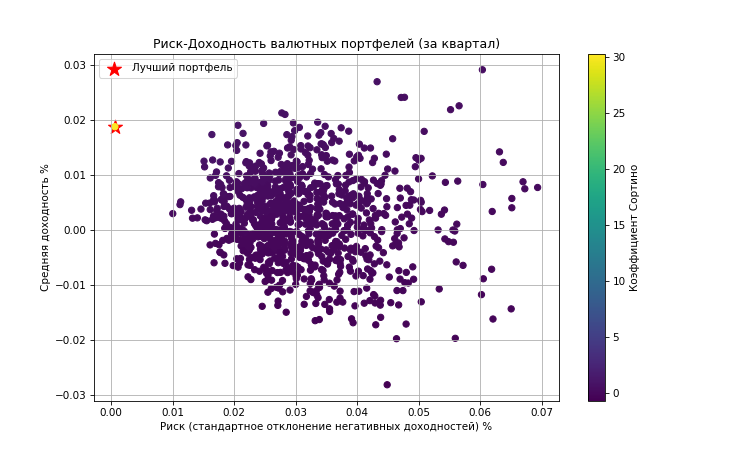 Риск-Доходность валютных портфелей (за квартал)
Лучший портфель
Средняя доходность %
0.03
0.02
0.01
0.00
−0.01
−0.02
−0.03
0.00 0.01 0.02 0.03 0.04 0.05 0.06 0.07
Риск (стандартное отклонение негативных доходностей) %
30
25
20
15
10
5
0
Коэффициент Сортино